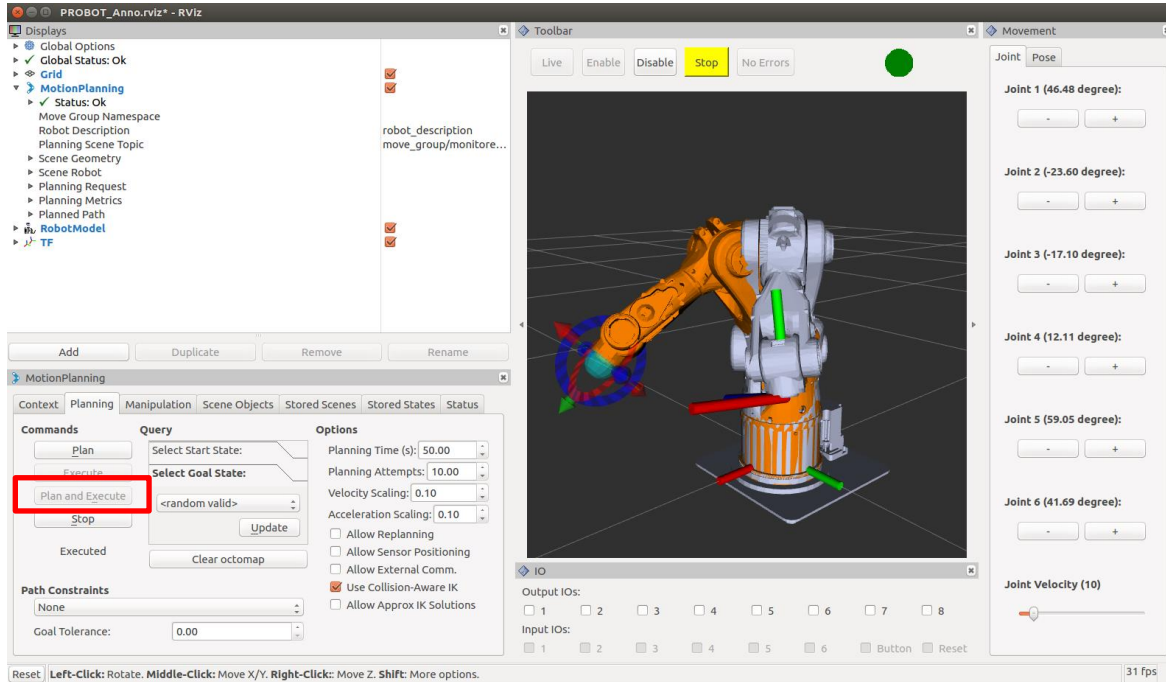 PROBOT_Anno.rviz* - RViz
Displays
Global Options
Global Status: Ok
Grid
MotionPlanning
Status: Ok
Move Group Namespace
Robot Description robot_description
Planning Scene Topic move_group/monitore...
Scene Geometry
Scene Robot
Planning Request
Planning Metrics
Planned Path
RobotModel
TF
Add Duplicate Remove Rename
MotionPlanning
Context Planning Manipulation Scene Objects Stored Scenes Stored States Status
Commands Query Options
Plan Select Start State: Planning Time (s): 50.00
Execute Select Goal State: Planning Attempts: 10.00
Plan and Execute <random valid> Velocity Scaling: 0.10
Stop Update Acceleration Scaling: 0.10
Allow Replanning
Executed Clear octomap Allow Sensor Positioning
Allow External Comm.
Path Constraints Use Collision-Aware IK
None Allow Approx IK Solutions
Goal Tolerance: 0.00
Toolbar
Live Enable Disable Stop No Errors
IO
Output IOs:
1 2 3 4 5 6 7 8
Input IOs:
1 2 3 4 5 6 Button Reset
Movement
Joint Pose
Joint 1 (46.48 degree):
- +
Joint 2 (-23.60 degree):
- +
Joint 3 (-17.10 degree):
- +
Joint 4 (12.11 degree):
- +
Joint 5 (59.05 degree):
- +
Joint 6 (41.69 degree):
- +
Joint Velocity (10)
Reset Left-Click: Rotate. Middle-Click: Move X/Y. Right-Click:: Move Z. Shift: More options. 31 fps